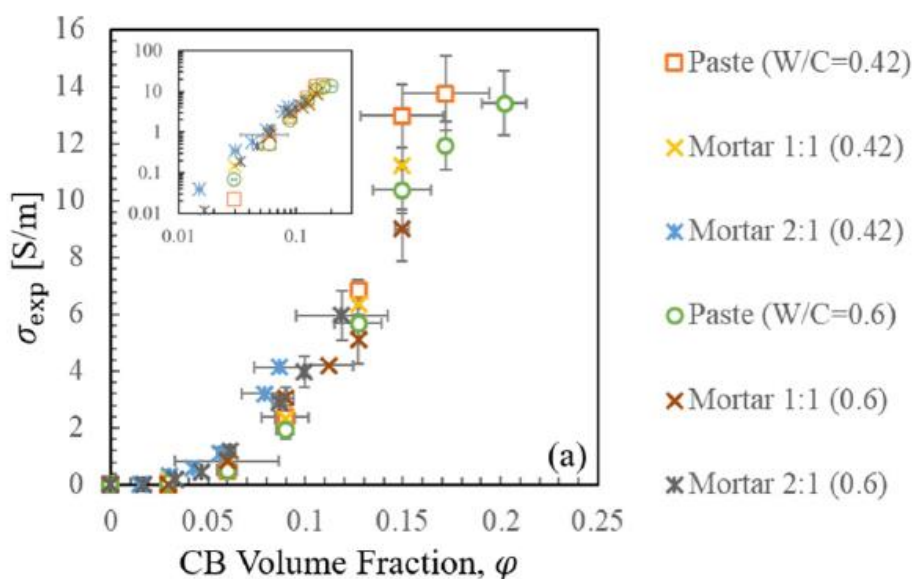 16
14
12
10
8
6
4
2
0
σexp [S/m]
100
10
1
0.1
0.01
0.01
0.1
(a)
0
0.05
0.1
0.15
0.2
0.25
CB Volume Fraction, φ
Paste (W/C=0.42)
Mortar 1:1 (0.42)
Mortar 2:1 (0.42)
Paste (W/C=0.6)
Mortar 1:1 (0.6)
Mortar 2:1 (0.6)